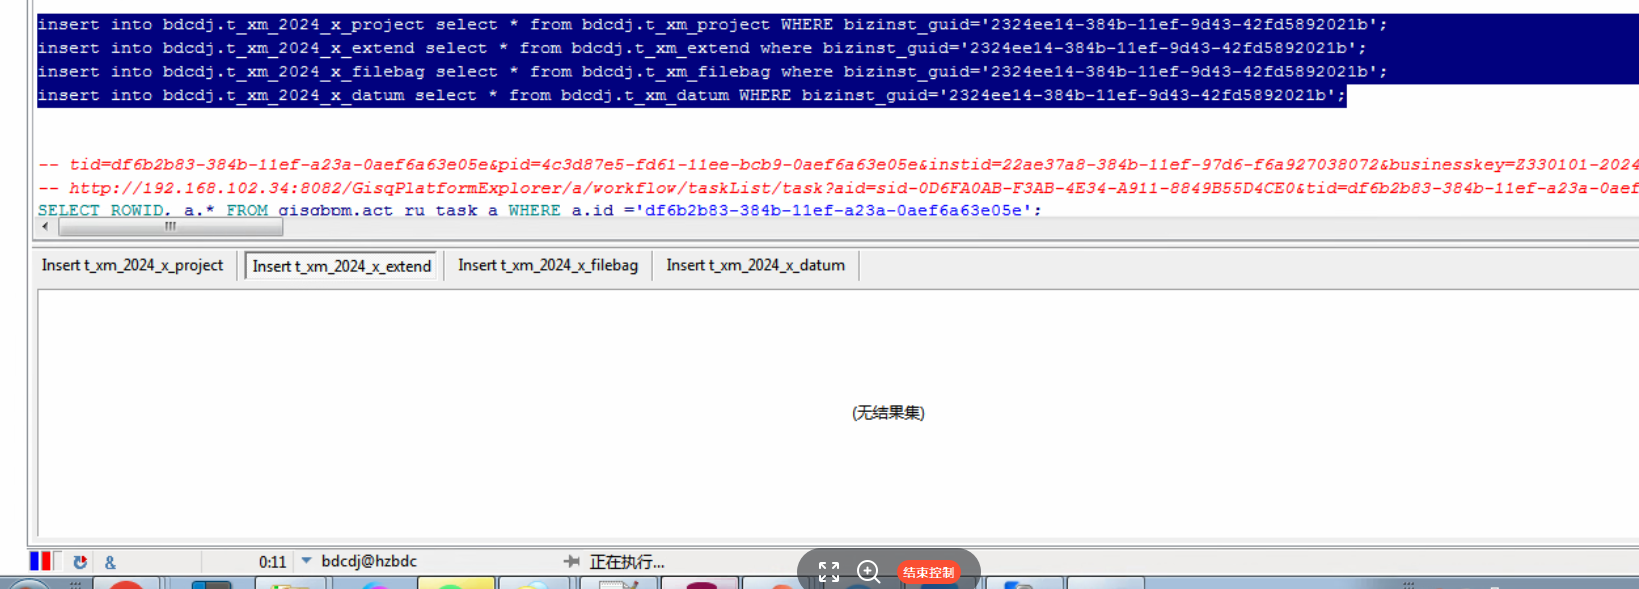 insert into bdcdj.t_xm_2024_x_project select * from bdcdj.t_xm_project WHERE bizinst_guid='2324ee14-384b-11ef-9d43-42fd5892021b';
insert into bdcdj.t_xm_2024_x_extend select * from bdcdj.t_xm_extend where bizinst_guid='2324ee14-384b-11ef-9d43-42fd5892021b';
insert into bdcdj.t_xm_2024_x_filebag select * from bdcdj.t_xm_filebag where bizinst_guid='2324ee14-384b-11ef-9d43-42fd5892021b';
insert into bdcdj.t_xm_2024_x_datum select * from bdcdj.t_xm_datum WHERE bizinst_guid='2324ee14-384b-11ef-9d43-42fd5892021b';
-- tid=df6b2b83-384b-11ef-a23a-0aef6a63e05e&pid=4c3d87e5-fd61-11ee-bcb9-0aef6a63e05e&instid=22ae37a8-384b-11ef-97d6-f6a927038072&businesskey=Z330101-2024
-- http://192.168.102.34:8082/GisqPlatformExplorer/a/workflow/taskList/task?aid=sid-0D6FA0AB-F3AB-4E34-A911-8849B55D4CE0&tid=df6b2b83-384b-11ef-a23a-0aef
SELECT ROWID, a.* FROM gisqbpm.act_ru_task a WHERE a.id ='df6b2b83-384b-11ef-a23a-0aef6a63e05e';
Insert t_xm_2024_x_project Insert t_xm_2024_x_extend Insert t_xm_2024_x_filebag Insert t_xm_2024_x_datum
(无结果集)
& 0:11 bdcdj@hzbdc 正在执行...
结束控制